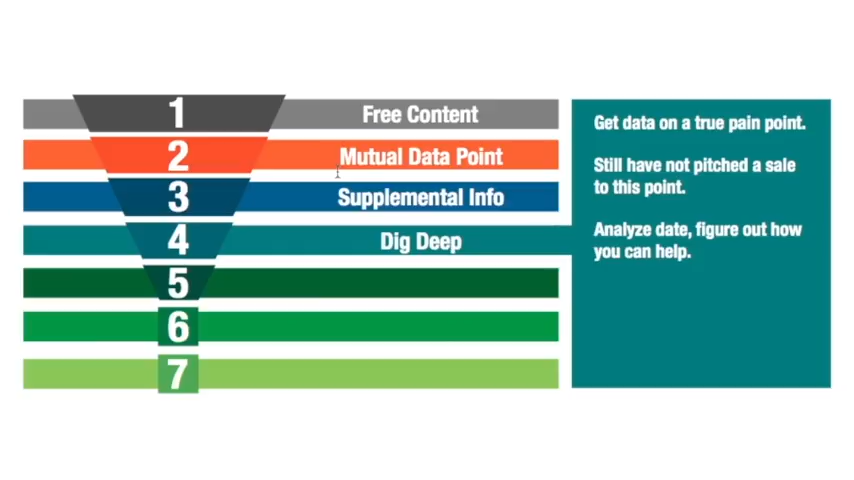 1 Free Content
2 Mutual Data Point
3 Supplemental Info
4 Dig Deep
5
6
7
Get data on a true pain point.
Still have not pitched a sale
to this point.
Analyze date, figure out how
you can help.